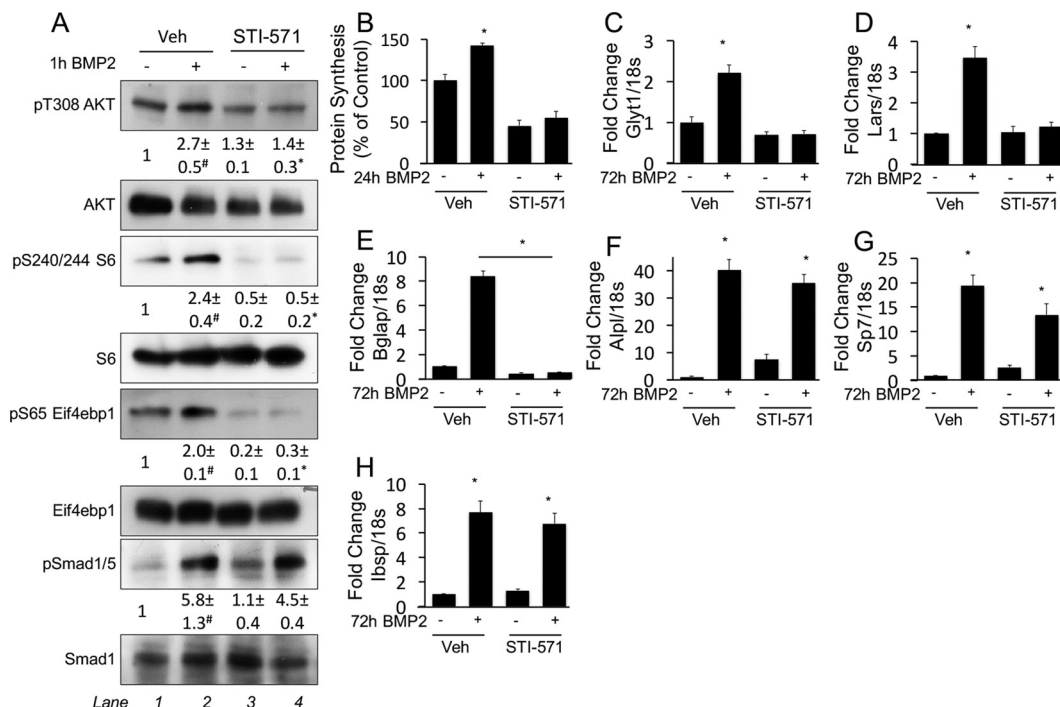 A
Veh STI-571
1h BMP2 - + - +
pT308 AKT
1 2.7± 1.3± 1.4±
0.5# 0.1 0.3*
AKT
pS240/244 S6
1 2.4± 0.5± 0.5±
0.4# 0.2 0.2*
S6
pS65 Eif4ebp1
1 2.0± 0.2± 0.3±
0.1# 0.1 0.1*
Eif4ebp1
pSmad1/5
1 5.8± 1.1± 4.5±
1.3# 0.4 0.4
Smad1
Lane 1 2 3 4
B
Protein Synthesis
(% of Control)
150
100
50
0
*
24h BMP2 - + - +
Veh STI-571
C
Fold Change
Glyt1/18s
3
2
1
0
*
72h BMP2 - + - +
Veh STI-571
D
Fold Change
Lars/18s
4
3
2
1
0
*
72h BMP2 - + - +
Veh STI-571
E
Fold Change
Bglap/18s
10
8
6
4
2
0
*
72h BMP2 - + - +
Veh STI-571
F
Fold Change
Alpl/18s
40
30
20
10
0
* *
72h BMP2 - + - +
Veh STI-571
G
Fold Change
Sp7/18s
25
20
15
10
5
0
* *
72h BMP2 - + - +
Veh STI-571
H
Fold Change
Ibsp/18s
10
8
6
4
2
0
* *
72h BMP2 - + - +
Veh STI-571